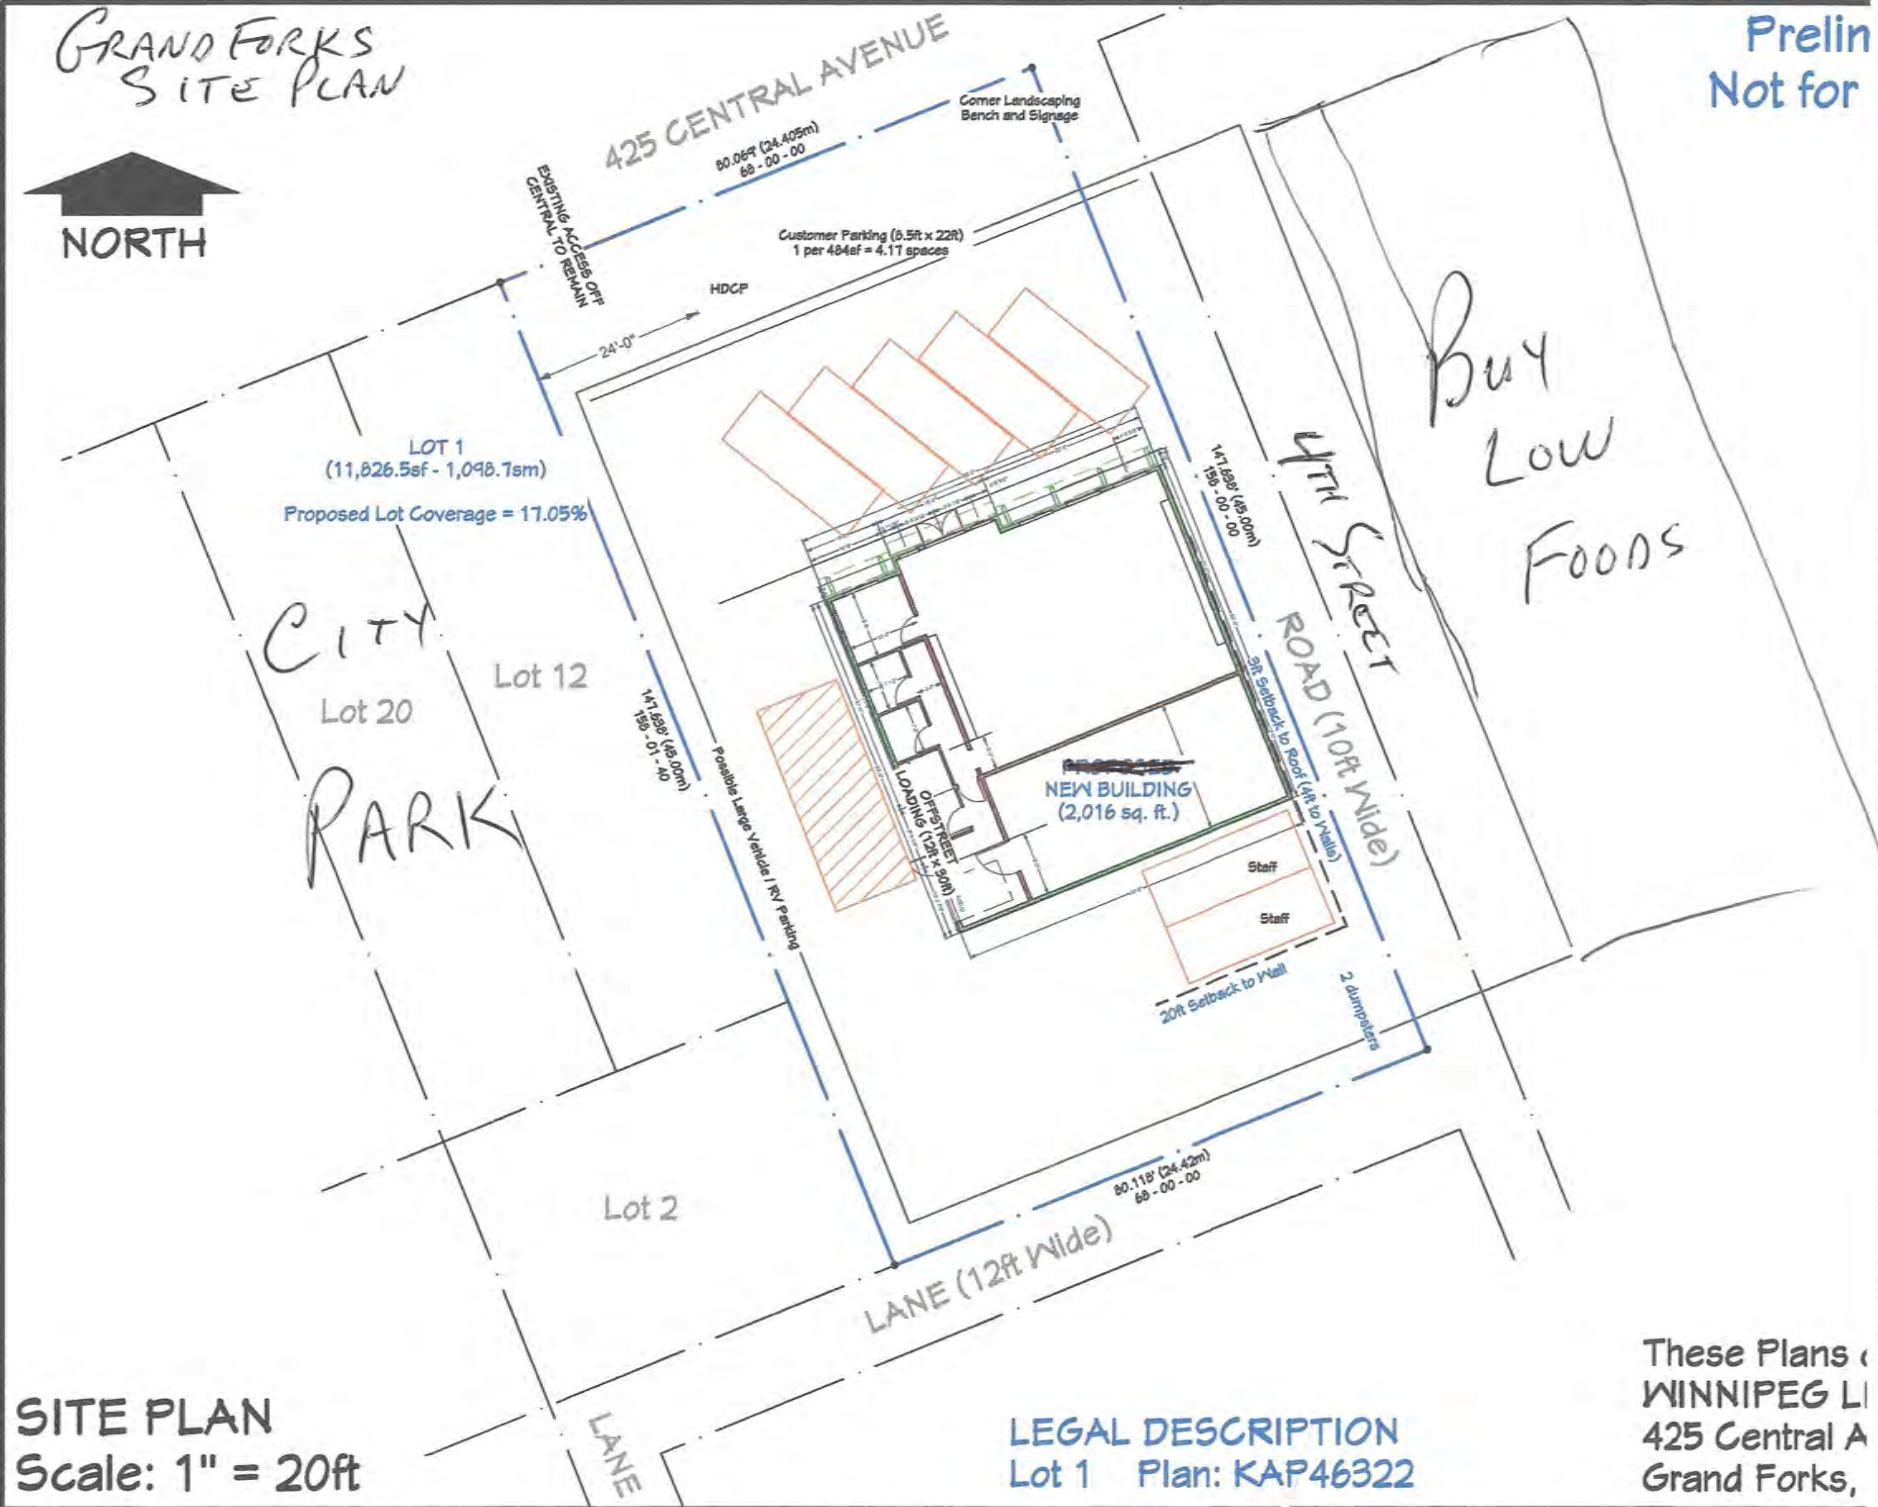 GRAND FORKS
SITE PLAN
Prelin
Not for
NORTH
425 CENTRAL AVENUE
80.069' (24.405m)
68 - 00 - 00
Corner Landscaping
Bench and Signage
EXISTING ACCESS OFF
CENTRAL TO REMAIN
Customer Parking (8.5ft x 22ft)
1 per 484sf = 4.17 spaces
HDCP
24'-0"
LOT 1
(11,826.5sf - 1,098.7sm)
Proposed Lot Coverage = 17.05%
147.638' (45.00m)
158 - 00 - 00
4TH STREET
BUY
LOW
FOODS
CITY
PARK
Lot 20
Lot 12
147.638' (45.00m)
158 - 01 - 40
Possible Large Vehicle / RV Parking
OFFSTREET
LOADING (12ft x 30ft)
NEW BUILDING
(2,016 sq. ft.)
ROAD (10ft Wide)
3ft Setback to Roof (4ft to Walls)
Staff
Staff
20ft Setback to Wall
2 dumpsters
80.118' (24.42m)
68 - 00 - 00
Lot 2
LANE (12ft Wide)
LANE
SITE PLAN
Scale: 1" = 20ft
LEGAL DESCRIPTION
Lot 1 Plan: KAP46322
These Plans
WINNIPEG LI
425 Central A
Grand Forks,